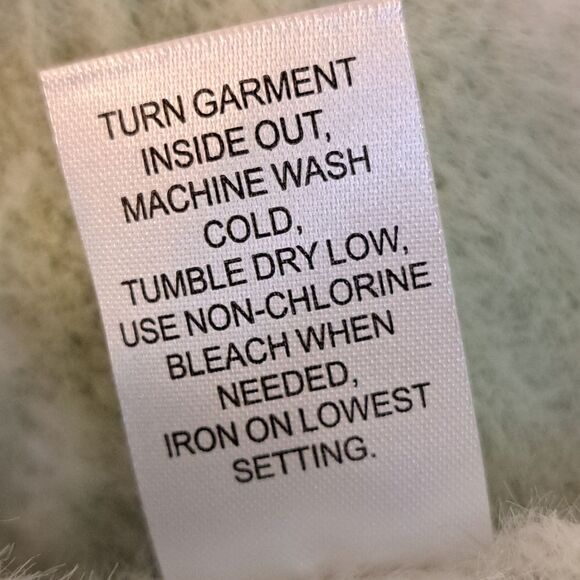 TURN GARMENT
INSIDE OUT,
MACHINE WASH
COLD,
TUMBLE DRY LOW,
USE NON-CHLORINE
BLEACH WHEN
NEEDED,
IRON ON LOWEST
SETTING.